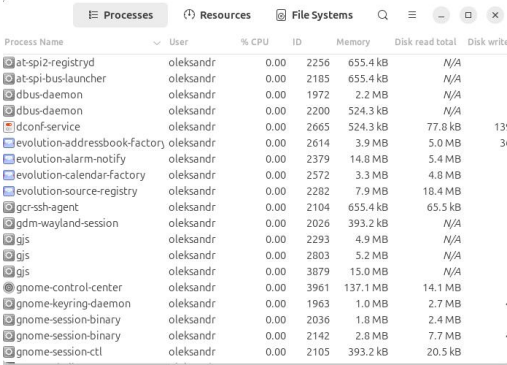 Processes Resources File Systems
Process Name User % CPU ID Memory Disk read total Disk write
at-spi2-registryd oleksandr 0.00 2256 655.4 kB N/A
at-spi-bus-launcher oleksandr 0.00 2185 655.4 kB N/A
dbus-daemon oleksandr 0.00 1972 2.2 MB N/A
dbus-daemon oleksandr 0.00 2200 524.3 kB N/A
dconf-service oleksandr 0.00 2665 524.3 kB 77.8 kB 139
evolution-addressbook-factory oleksandr 0.00 2614 3.9 MB 5.0 MB 36
evolution-alarm-notify oleksandr 0.00 2379 14.8 MB 5.4 MB
evolution-calendar-factory oleksandr 0.00 2572 3.3 MB 4.8 MB
evolution-source-registry oleksandr 0.00 2282 7.9 MB 18.4 MB
gcr-ssh-agent oleksandr 0.00 2104 655.4 kB 65.5 kB
gdm-wayland-session oleksandr 0.00 2026 393.2 kB N/A
gjs oleksandr 0.00 2293 4.9 MB N/A
gjs oleksandr 0.00 2803 5.2 MB N/A
gjs oleksandr 0.00 3879 15.0 MB N/A
gnome-control-center oleksandr 0.00 3961 137.1 MB 14.1 MB
gnome-keyring-daemon oleksandr 0.00 1963 1.0 MB 2.7 MB
gnome-session-binary oleksandr 0.00 2036 1.8 MB 2.4 MB
gnome-session-binary oleksandr 0.00 2142 2.8 MB 7.7 MB
gnome-session-ctl oleksandr 0.00 2105 393.2 kB 20.5 kB